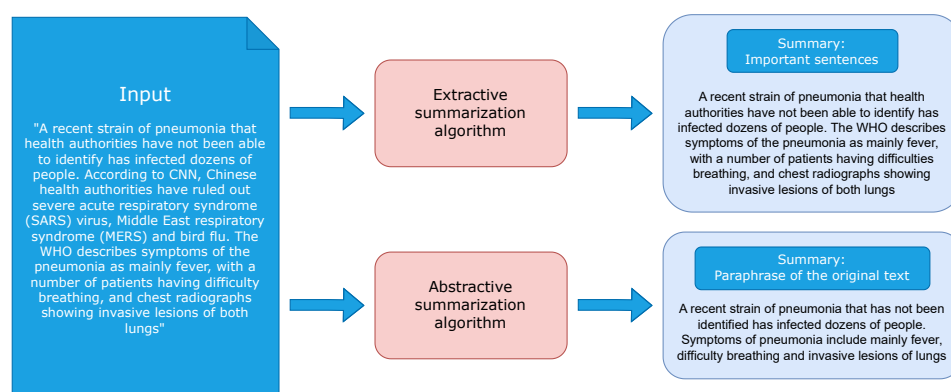 Input
"A recent strain of pneumonia that
health authorities have not been able
to identify has infected dozens of
people. According to CNN, Chinese
health authorities have ruled out
severe acute respiratory syndrome
(SARS) virus, Middle East respiratory
syndrome (MERS) and bird flu. The
WHO describes symptoms of the
pneumonia as mainly fever, with a
number of patients having difficulty
breathing, and chest radiographs
showing invasive lesions of both
lungs"
Extractive
summarization
algorithm
Summary:
Important sentences
A recent strain of pneumonia that health
authorities have not been able to identify has
infected dozens of people. The WHO describes
symptoms of the pneumonia as mainly fever,
with a number of patients having difficulties
breathing, and chest radiographs showing
invasive lesions of both lungs
Abstractive
summarization
algorithm
Summary:
Paraphrase of the original text
A recent strain of pneumonia that has not been
identified has infected dozens of people.
Symptoms of pneumonia include mainly fever,
difficulty breathing and invasive lesions of lungs